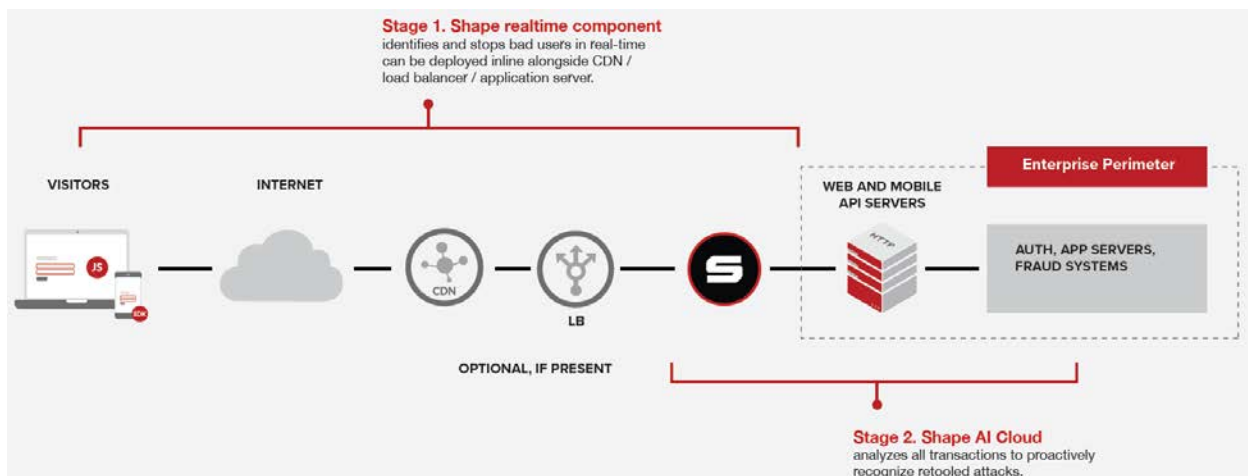 Stage 1. Shape realtime component
identifies and stops bad users in real-time
can be deployed inline alongside CDN /
load balancer / application server.
Enterprise Perimeter
VISITORS
INTERNET
WEB AND MOBILE
API SERVERS
HTTP
AUTH, APP SERVERS,
FRAUD SYSTEMS
JS
SDK
CDN
S
LB
OPTIONAL, IF PRESENT
Stage 2. Shape AI Cloud
analyzes all transactions to proactively
recognize retooled attacks.